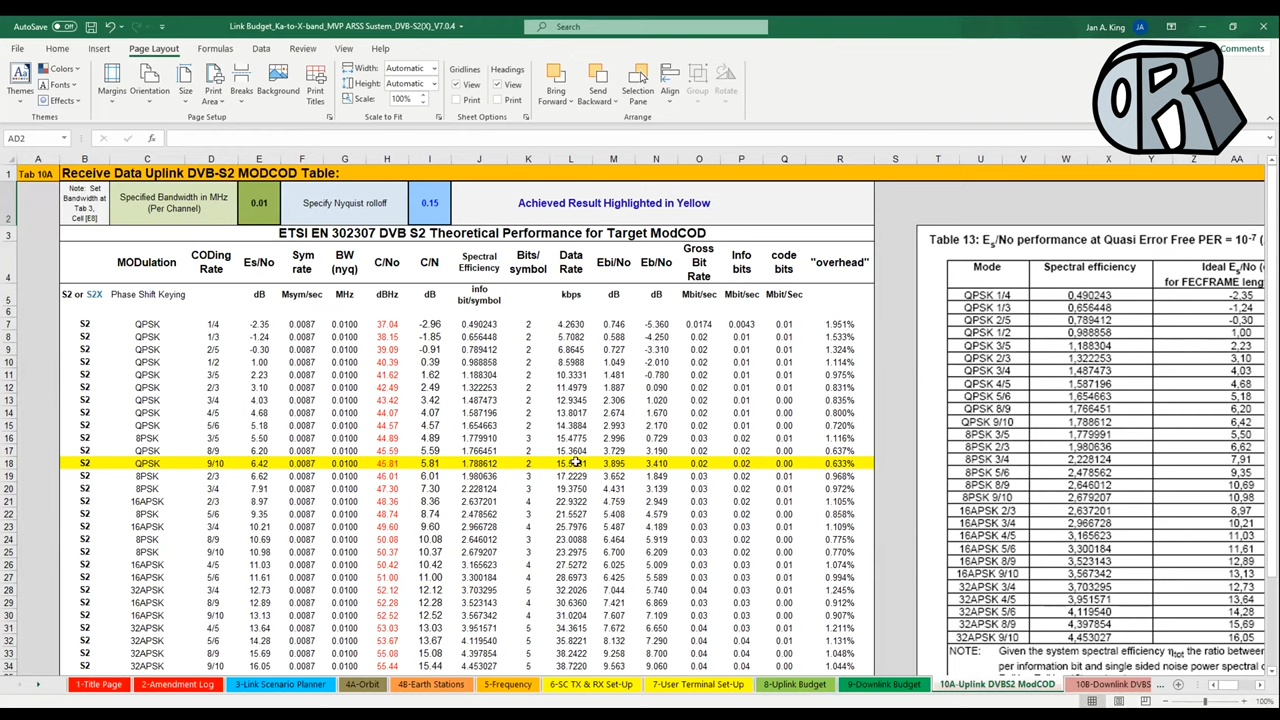 AutoSave Off Link Budget_Ka-to-X-band_MVP ARSS Sustem_DVB-S2(X)_V7.0.4 Search Jan A. King JA
File Home Insert Page Layout Formulas Data Review View Help Comments
Themes Colors Fonts Effects Margins Orientation Size Print Area Breaks Background Print Titles Width: Automatic Height: Automatic Scale: 100% Gridlines View Print Headings View Print Bring Forward Send Backward Selection Pane Align Group Rotate
Themes Page Setup Scale to Fit Sheet Options Arrange
OR
AD2 fx
A B C D E F G H I J K L M N O P Q R S T U V W X Y Z AA
1 Tab 10A Receive Data Uplink DVB-S2 MODCOD Table:
2 Note: Set Bandwidth at Tab 3, Cell [E8] Specified Bandwidth in MHz (Per Channel) 0.01 Specify Nyquist rolloff 0.15 Achieved Result Highlighted in Yellow
3 ETSI EN 302307 DVB S2 Theoretical Performance for Target ModCOD
4 MODulation CODing Rate Es/No Sym rate BW (nyq) C/No C/N Spectral Efficiency Bits/ symbol Data Rate Ebi/No Eb/No Gross Bit Rate Info bits code bits "overhead"
5 S2 or S2X Phase Shift Keying dB Msym/sec MHz dBHz dB info bit/symbol kbps dB dB Mbit/sec Mbit/sec Mbit/sec
6
7 S2 QPSK 1/4 -2.35 0.0087 0.0100 37.04 -2.96 0.490243 2 4.2630 0.746 -5.360 0.0174 0.0043 0.01 1.951%
8 S2 QPSK 1/3 -1.24 0.0087 0.0100 38.15 -1.85 0.656448 2 5.7082 0.588 -4.250 0.02 0.01 0.01 1.533%
9 S2 QPSK 2/5 -0.30 0.0087 0.0100 39.09 -0.91 0.789412 2 6.8645 0.727 -3.310 0.02 0.01 0.01 1.324%
10 S2 QPSK 1/2 1.00 0.0087 0.0100 40.39 0.39 0.988858 2 8.5988 1.049 -2.010 0.02 0.01 0.01 1.114%
11 S2 QPSK 3/5 2.23 0.0087 0.0100 41.62 1.62 1.188304 2 10.3331 1.481 -0.780 0.02 0.01 0.01 0.975%
12 S2 QPSK 2/3 3.10 0.0087 0.0100 42.49 2.49 1.322253 2 11.4979 1.887 0.090 0.02 0.01 0.01 0.831%
13 S2 QPSK 3/4 4.03 0.0087 0.0100 43.42 3.42 1.487473 2 12.9345 2.306 1.020 0.02 0.01 0.00 0.835%
14 S2 QPSK 4/5 4.68 0.0087 0.0100 44.07 4.07 1.587196 2 13.8017 2.674 1.670 0.02 0.01 0.00 0.800%
15 S2 QPSK 5/6 5.18 0.0087 0.0100 44.57 4.57 1.654663 2 14.3884 2.993 2.170 0.02 0.01 0.00 0.720%
16 S2 8PSK 3/5 5.50 0.0087 0.0100 44.89 4.89 1.779910 3 15.4775 2.996 0.729 0.03 0.02 0.01 1.116%
17 S2 QPSK 8/9 6.20 0.0087 0.0100 45.59 5.59 1.766451 2 15.3604 3.729 3.190 0.02 0.02 0.00 0.637%
18 S2 QPSK 9/10 6.42 0.0087 0.0100 45.81 5.81 1.788612 2 3.895 3.410 0.02 0.02 0.00 0.633%
19 S2 8PSK 2/3 6.62 0.0087 0.0100 46.01 6.01 1.980636 3 17.2229 3.652 1.849 0.03 0.02 0.01 0.968%
20 S2 8PSK 3/4 7.91 0.0087 0.0100 47.30 7.30 2.228124 3 19.3750 4.431 3.139 0.03 0.02 0.01 0.972%
21 S2 16APSK 2/3 8.97 0.0087 0.0100 48.36 8.36 2.637201 4 22.9322 4.759 2.949 0.03 0.02 0.01 1.107%
22 S2 8PSK 5/6 9.35 0.0087 0.0100 48.74 8.74 2.478562 3 21.5527 5.408 4.579 0.03 0.02 0.00 0.858%
23 S2 16APSK 3/4 10.21 0.0087 0.0100 49.60 9.60 2.966728 4 25.7976 5.487 4.189 0.03 0.03 0.01 1.109%
24 S2 8PSK 8/9 10.69 0.0087 0.0100 50.08 10.08 2.646012 3 23.0088 6.464 5.919 0.03 0.02 0.00 0.775%
25 S2 8PSK 9/10 10.98 0.0087 0.0100 50.37 10.37 2.679207 3 23.2975 6.700 6.209 0.03 0.02 0.00 0.770%
26 S2 16APSK 4/5 11.03 0.0087 0.0100 50.42 10.42 3.165623 4 27.5272 6.025 5.009 0.03 0.03 0.01 1.074%
27 S2 16APSK 5/6 11.61 0.0087 0.0100 51.00 11.00 3.300184 4 28.6973 6.425 5.589 0.03 0.03 0.01 0.994%
28 S2 32APSK 3/4 12.73 0.0087 0.0100 52.12 12.12 3.703295 5 32.2026 7.044 5.740 0.04 0.03 0.01 1.245%
29 S2 16APSK 8/9 12.89 0.0087 0.0100 52.28 12.28 3.523143 4 30.6360 7.421 6.869 0.03 0.03 0.00 0.917%
30 S2 16APSK 9/10 13.13 0.0087 0.0100 52.52 12.52 3.567342 4 31.0204 7.607 7.109 0.03 0.03 0.00 0.907%
31 S2 32APSK 4/5 13.64 0.0087 0.0100 53.03 13.03 3.951571 5 34.3615 7.672 6.650 0.04 0.03 0.01 1.216%
32 S2 32APSK 5/6 14.28 0.0087 0.0100 53.67 13.67 4.119540 5 35.8221 8.132 7.290 0.04 0.04 0.01 1.131%
33 S2 32APSK 8/9 15.69 0.0087 0.0100 55.08 15.08 4.397854 5 38.2422 9.258 8.700 0.04 0.04 0.00 1.053%
34 S2 32APSK 9/10 16.05 0.0087 0.0100 55.44 15.44 4.453027 5 38.7220 9.563 9.050 0.04 0.04 0.00 1.044%
Table 13: Es/No performance at Quasi Error Free PER = 10-7 (
Mode Spectral efficiency Ideal Es/No (
for FECFRAME leng
QPSK 1/4 0,490243 -2,35
QPSK 1/3 0,656448 -1,24
QPSK 2/5 0,789412 -0,30
QPSK 1/2 0,988858 1,00
QPSK 3/5 1,188304 2,23
QPSK 2/3 1,322253 3,10
QPSK 3/4 1,487473 4,03
QPSK 4/5 1,587196 4,68
QPSK 5/6 1,654663 5,18
QPSK 8/9 1,766451 6,20
QPSK 9/10 1,788612 6,42
8PSK 3/5 1,779991 5,50
8PSK 2/3 1,980636 6,62
8PSK 3/4 2,228124 7,91
8PSK 5/6 2,478562 9,35
8PSK 8/9 2,646012 10,69
8PSK 9/10 2,679207 10,98
16APSK 2/3 2,637201 8,97
16APSK 3/4 2,966728 10,21
16APSK 4/5 3,165623 11,03
16APSK 5/6 3,300184 11,61
16APSK 8/9 3,523143 12,89
16APSK 9/10 3,567342 13,13
32APSK 3/4 3,703295 12,73
32APSK 4/5 3,951571 13,64
32APSK 5/6 4,119540 14,28
32APSK 8/9 4,397854 15,69
32APSK 9/10 4,453027 16,05
NOTE: Given the system spectral efficiency ηtot the ratio between
per information bit and single sided noise power spectral d
1-Title Page 2-Amendment Log 3-Link Scenario Planner 4A-Orbit 4B-Earth Stations 5-Frequency 6-SC TX & RX Set-Up 7-User Terminal Set-Up 8-Uplink Budget 9-Downlink Budget 10A-Uplink DVBS2 ModCOD 10B-Downlink DVBS ...
100%